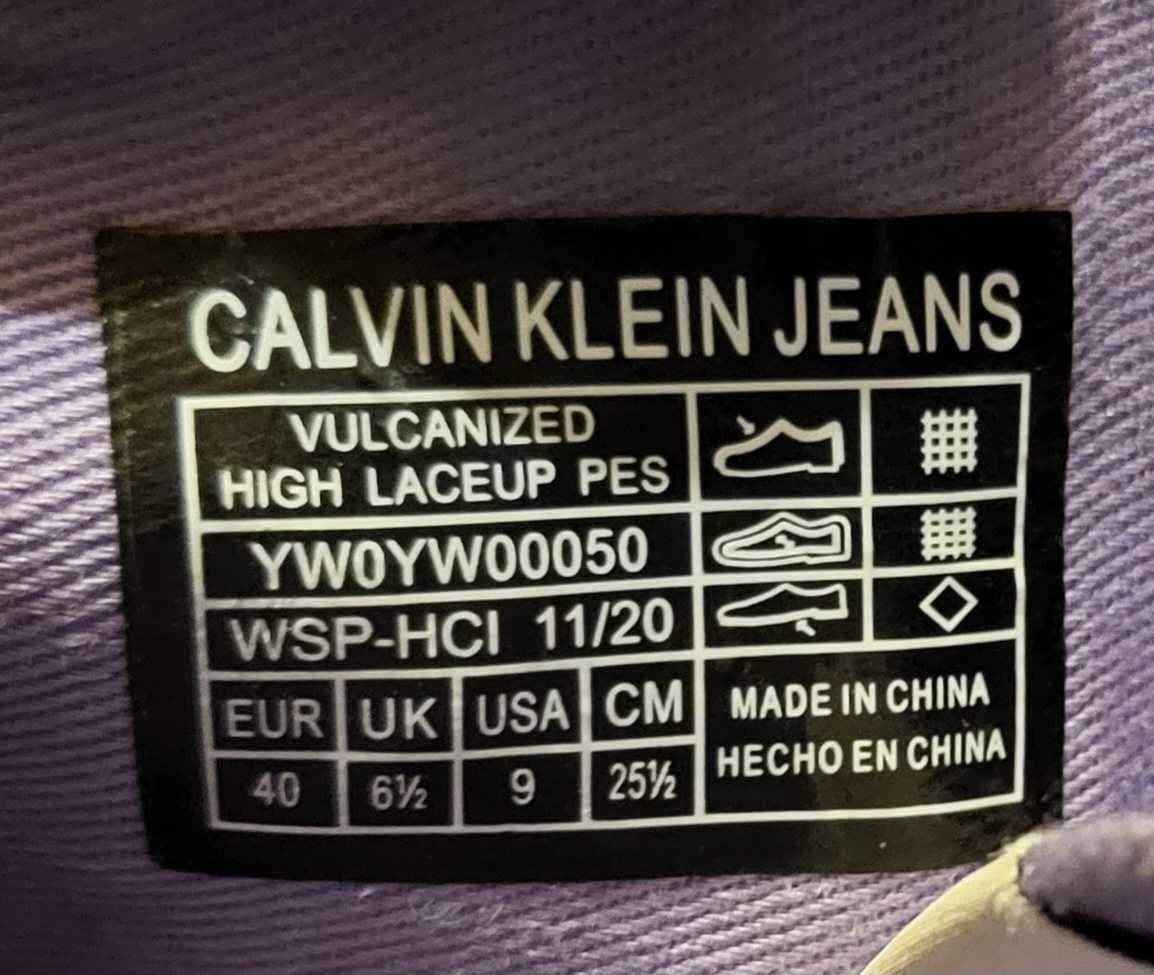 CALVIN KLEIN JEANS
VULCANIZED
HIGH LACEUP PES
YW0YW00050
WSP-HCI 11/20
EUR UK USA CM
40 6½ 9 25½
MADE IN CHINA
HECHO EN CHINA